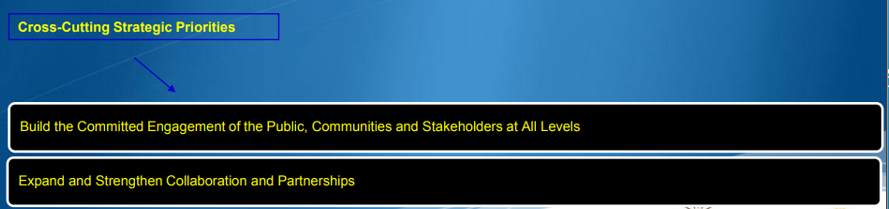 Cross-Cutting Strategic Priorities
Build the Committed Engagement of the Public, Communities and Stakeholders at All Levels
Expand and Strengthen Collaboration and Partnerships